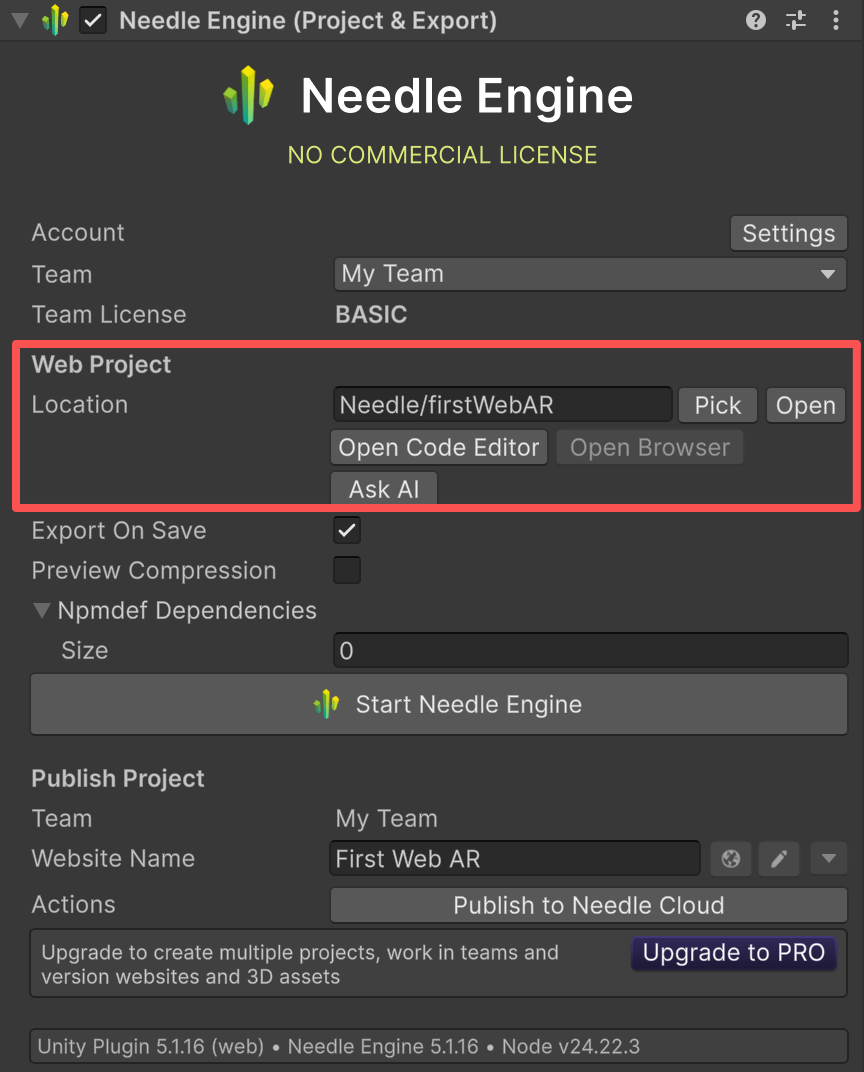 Needle Engine (Project & Export)
Needle Engine
NO COMMERCIAL LICENSE
Account Settings
Team My Team
Team License BASIC
Web Project
Location Needle/firstWebAR Pick Open
Open Code Editor Open Browser
Ask AI
Export On Save
Preview Compression
Npmdef Dependencies
Size 0
Start Needle Engine
Publish Project
Team My Team
Website Name First Web AR
Actions Publish to Needle Cloud
Upgrade to create multiple projects, work in teams and Upgrade to PRO
version websites and 3D assets
Unity Plugin 5.1.16 (web) • Needle Engine 5.1.16 • Node v24.22.3